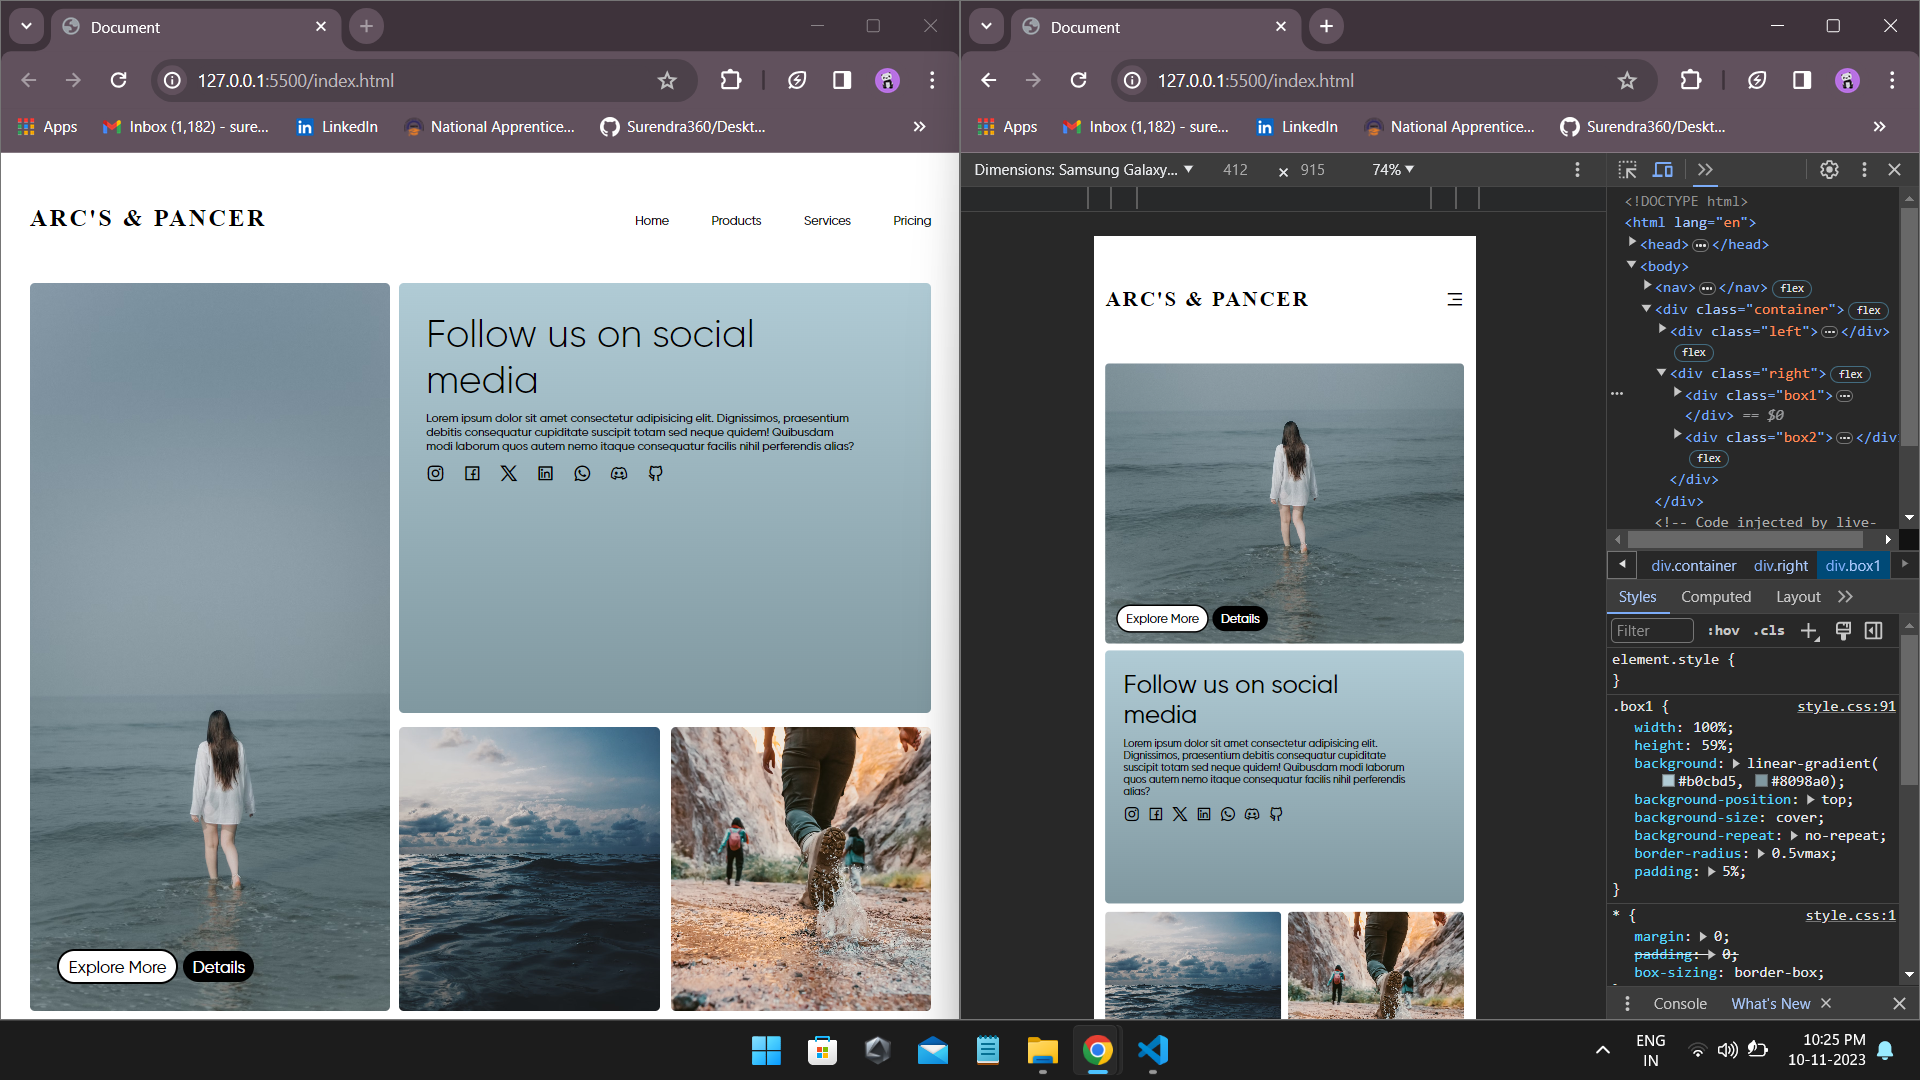 Document
127.0.0.1:5500/index.html
Apps
Inbox (1,182) - sure...
LinkedIn
National Apprentice...
Surendra360/Deskt...
ARC'S & PANCER
Home
Products
Services
Pricing
Follow us on social
media
Lorem ipsum dolor sit amet consectetur adipisicing elit. Dignissimos, praesentium
debitis consequatur cupiditate suscipit totam sed neque quidem! Quibusdam
modi laborum quos autem nemo itaque consequatur facilis nihil perferendis alias?
Explore More
Details
Document
127.0.0.1:5500/index.html
Apps
Inbox (1,182) - sure...
LinkedIn
National Apprentice...
Surendra360/Deskt...
Dimensions: Samsung Galaxy... 412 × 915 74%
ARC'S & PANCER
Explore More
Details
Follow us on social
media
Lorem ipsum dolor sit amet consectetur adipisicing elit.
Dignissimos, praesentium debitis consequatur cupiditate
suscipit totam sed neque quidem! Quibusdam modi laborum
quos autem nemo itaque consequatur facilis nihil perferendis
alias?
<!DOCTYPE html>
<html lang="en">
<head>…</head>
<body>
<nav>…</nav> flex
<div class="container"> flex
<div class="left">…</div>
flex
<div class="right"> flex
<div class="box1">…
</div> == $0
<div class="box2">…</div>
flex
</div>
</div>
<!-- Code injected by live-
div.container div.right div.box1
Styles Computed Layout
Filter :hov .cls
element.style {
}
.box1 { style.css:91
width: 100%;
height: 59%;
background: linear-gradient(
#b0cbd5, #8098a0);
background-position: top;
background-size: cover;
background-repeat: no-repeat;
border-radius: 0.5vmax;
padding: 5%;
}
* { style.css:1
margin: 0;
padding: 0;
box-sizing: border-box;
Console What's New
ENG
IN
10:25 PM
10-11-2023